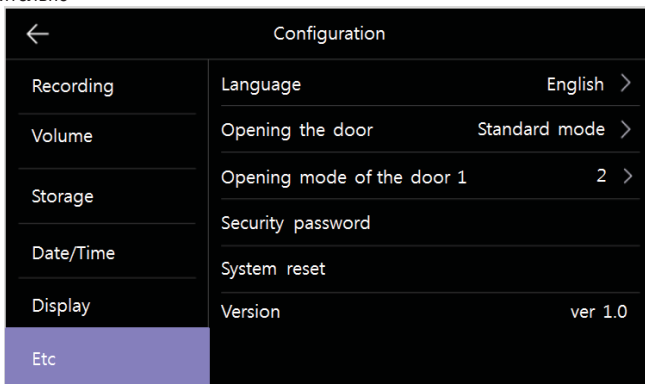 Configuration
Recording
Volume
Storage
Date/Time
Display
Etc
Language English
Opening the door Standard mode
Opening mode of the door 1 2
Security password
System reset
Version ver 1.0